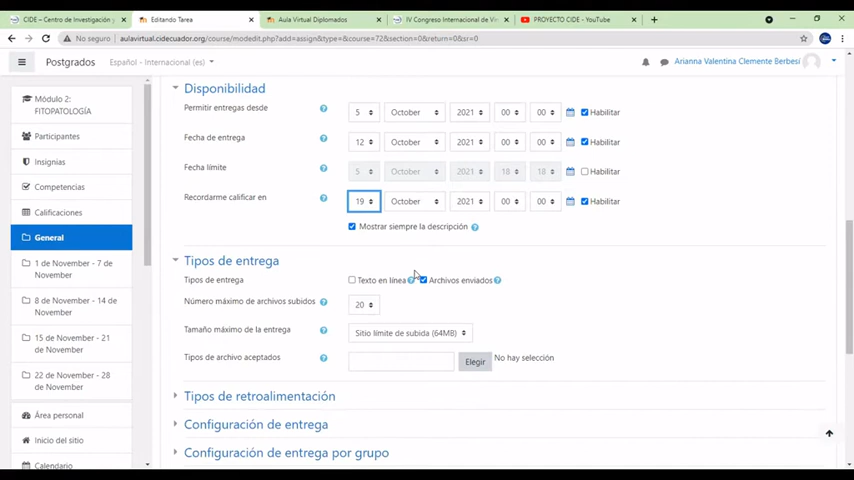 CIDE – Centro de Investigación y
Editando Tarea
Aula Virtual Diplomados
IV Congreso Internacional de Vin
PROYECTO CIDE - YouTube
No seguro
aulavirtual.cidecuador.org/course/modedit.php?add=assign&type=&course=72&section=0&return=0&sr=0
Postgrados
Español - Internacional (es)
Arianna Valentina Clemente Berbesí
Módulo 2:
FITOPATOLOGÍA
Participantes
Insignias
Competencias
Calificaciones
General
1 de November - 7 de
November
8 de November - 14 de
November
15 de November - 21
de November
22 de November - 28
de November
Área personal
Inicio del sitio
Calendario
Disponibilidad
Permitir entregas desde
5 October 2021 00 00 Habilitar
Fecha de entrega
12 October 2021 00 00 Habilitar
Fecha límite
5 October 2021 18 18 Habilitar
Recordarme calificar en
19 October 2021 00 00 Habilitar
Mostrar siempre la descripción
Tipos de entrega
Tipos de entrega
Texto en línea Archivos enviados
Número máximo de archivos subidos
20
Tamaño máximo de la entrega
Sitio límite de subida (64MB)
Tipos de archivo aceptados
Elegir
No hay selección
Tipos de retroalimentación
Configuración de entrega
Configuración de entrega por grupo